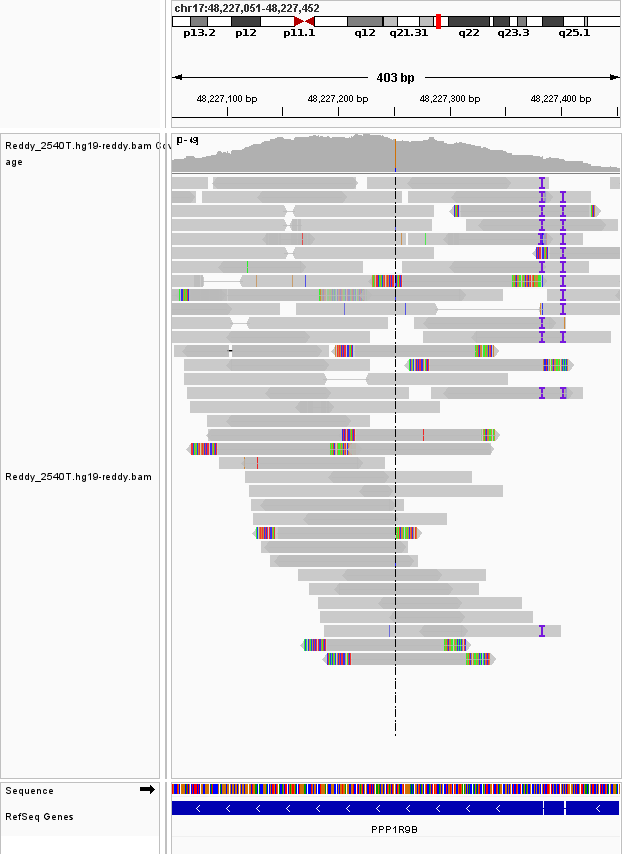 chr17:48,227,051-48,227,452
p13.2 p12 p11.1 q12 q21.31 q22 q23.3 q25.1
403 bp
48,227,100 bp 48,227,200 bp 48,227,300 bp 48,227,400 bp
Reddy_2540T.hg19-reddy.bam Cov
age
Reddy_2540T.hg19-reddy.bam
Sequence
RefSeq Genes
PPP1R9B